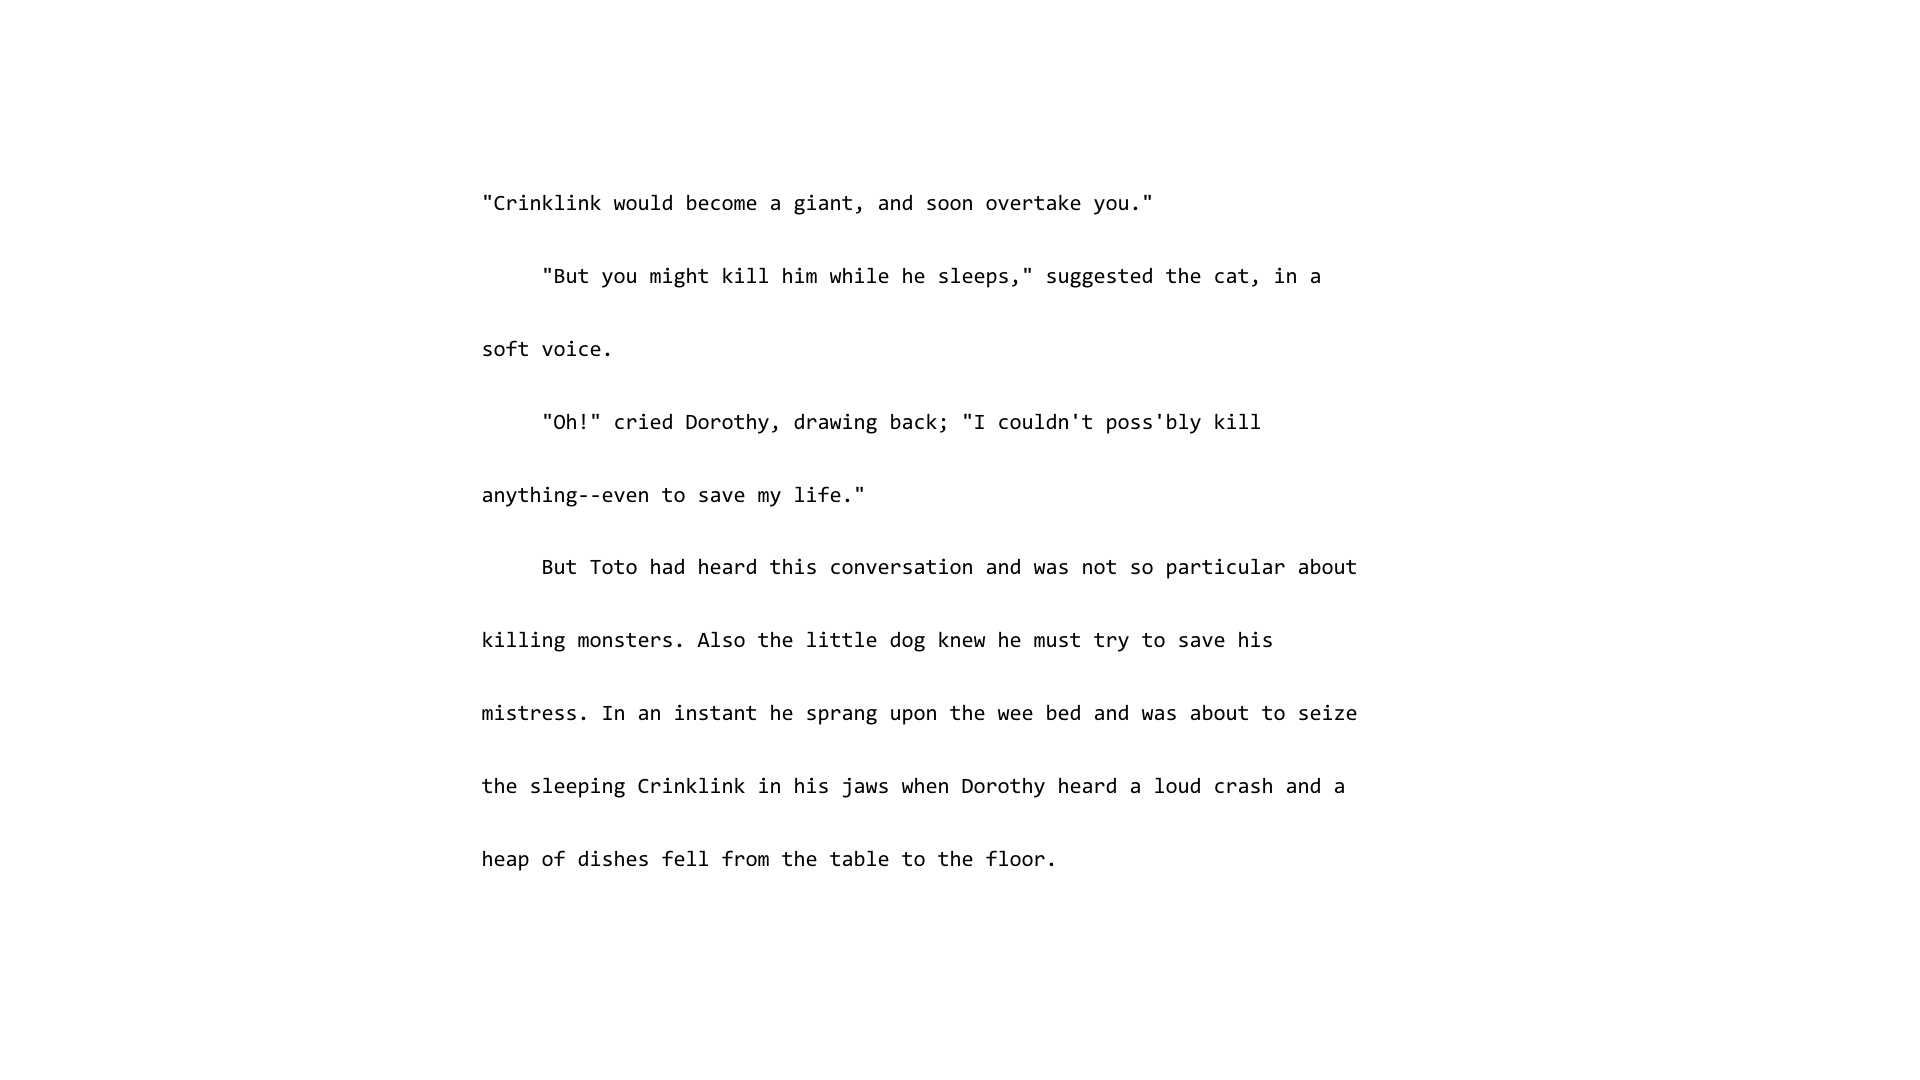 "Crinklink would become a giant, and soon overtake you."
"But you might kill him while he sleeps," suggested the cat, in a
soft voice.
"Oh!" cried Dorothy, drawing back; "I couldn't poss'bly kill
anything--even to save my life."
But Toto had heard this conversation and was not so particular about
killing monsters. Also the little dog knew he must try to save his
mistress. In an instant he sprang upon the wee bed and was about to seize
the sleeping Crinklink in his jaws when Dorothy heard a loud crash and a
heap of dishes fell from the table to the floor.